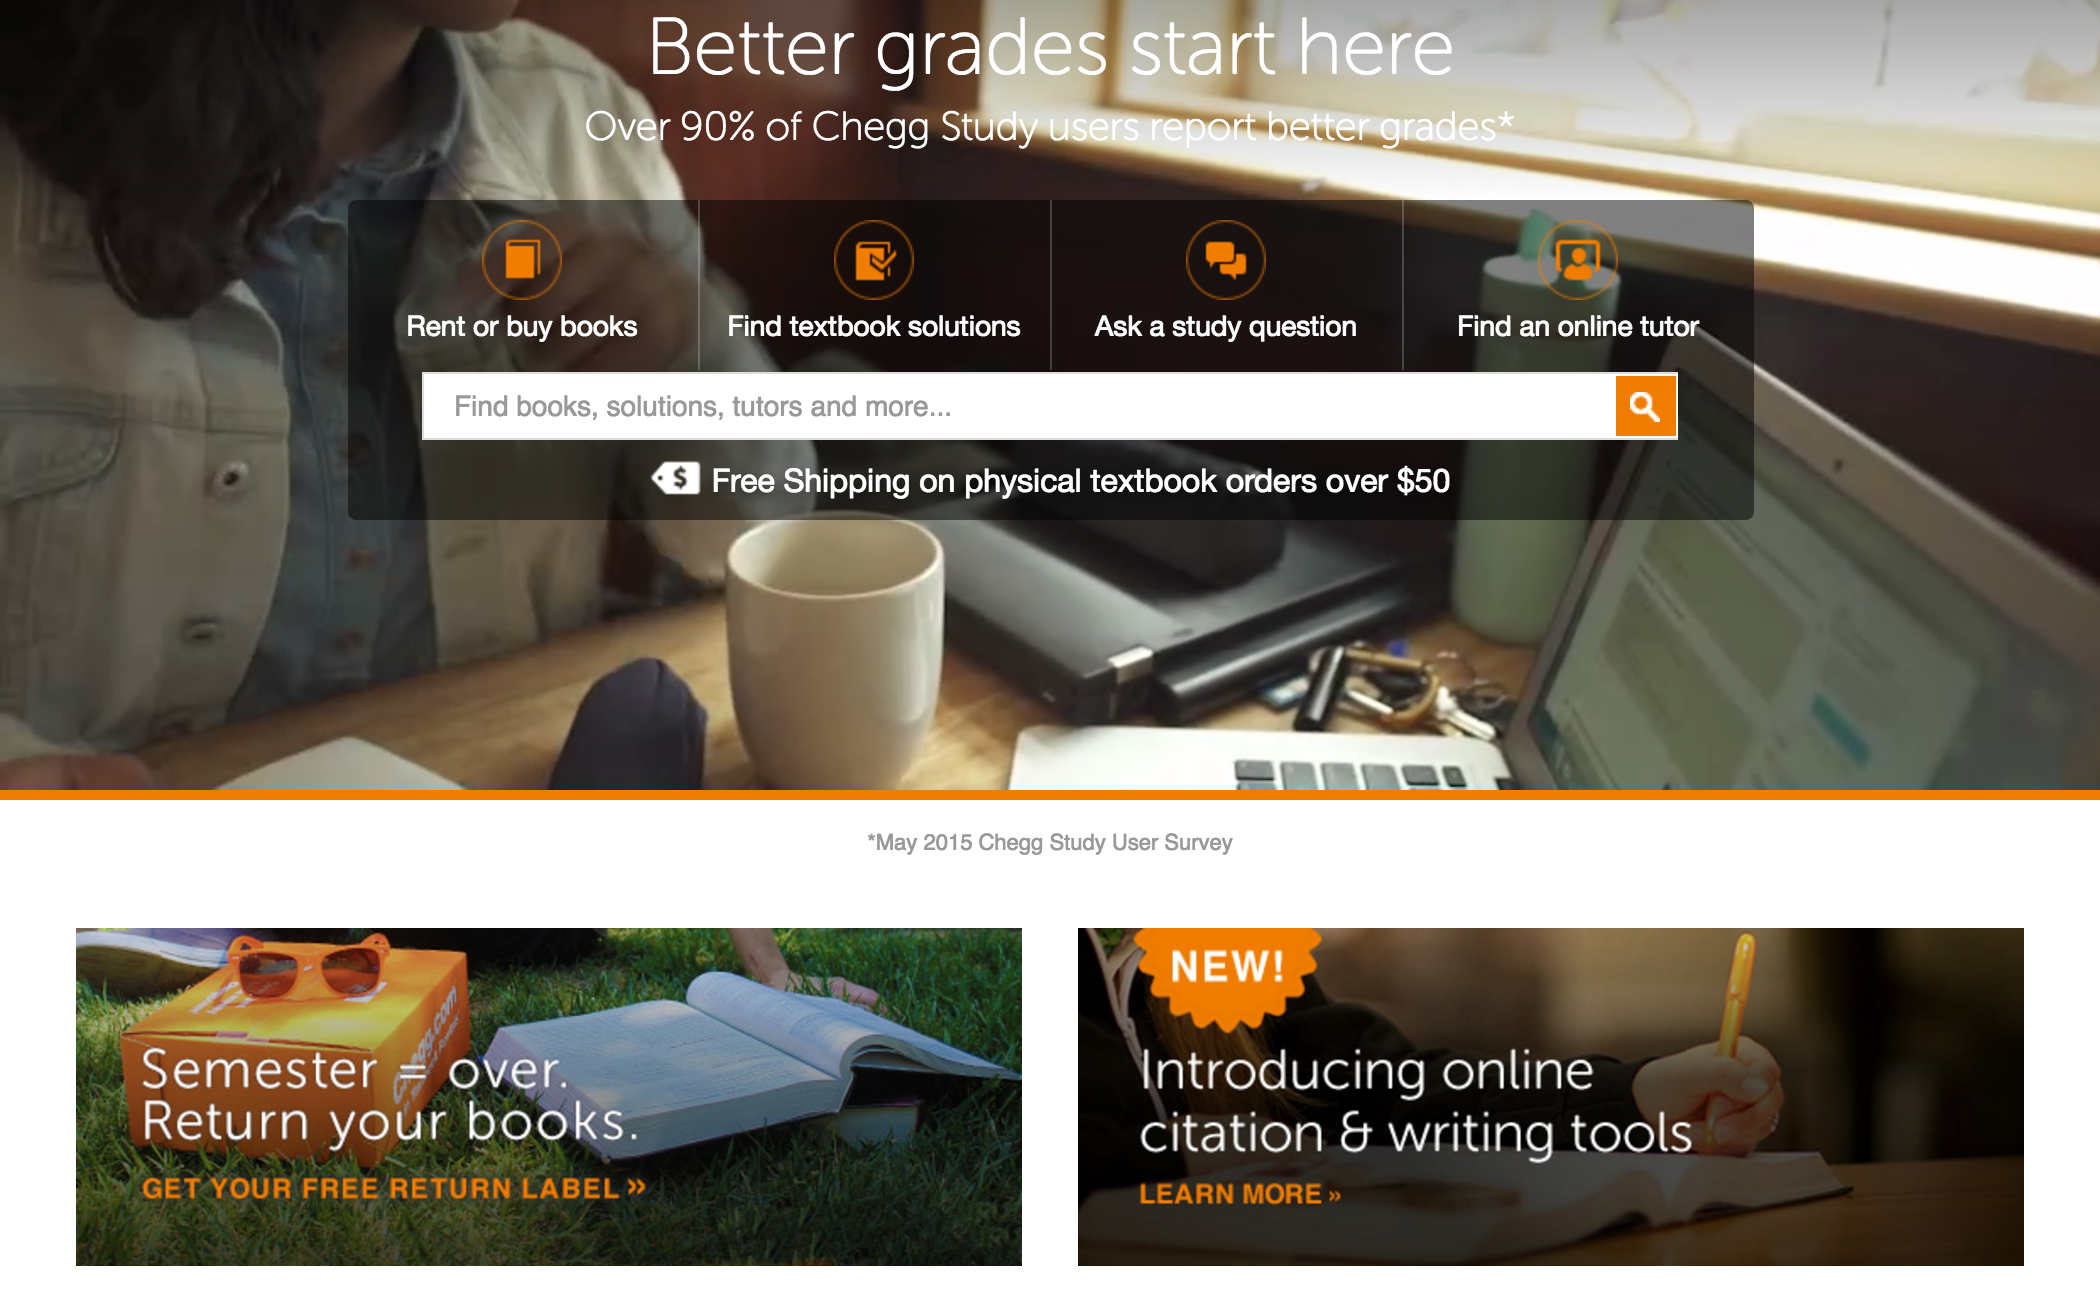 Better grades start here
Over 90% of Chegg Study users report better grades*
Rent or buy books
Find textbook solutions
Ask a study question
Find an online tutor
Find books, solutions, tutors and more...
$ Free Shipping on physical textbook orders over $50
*May 2015 Chegg Study User Survey
Chegg.com
Semester = over.
Return your books.
GET YOUR FREE RETURN LABEL »
NEW!
Introducing online
citation & writing tools
LEARN MORE »